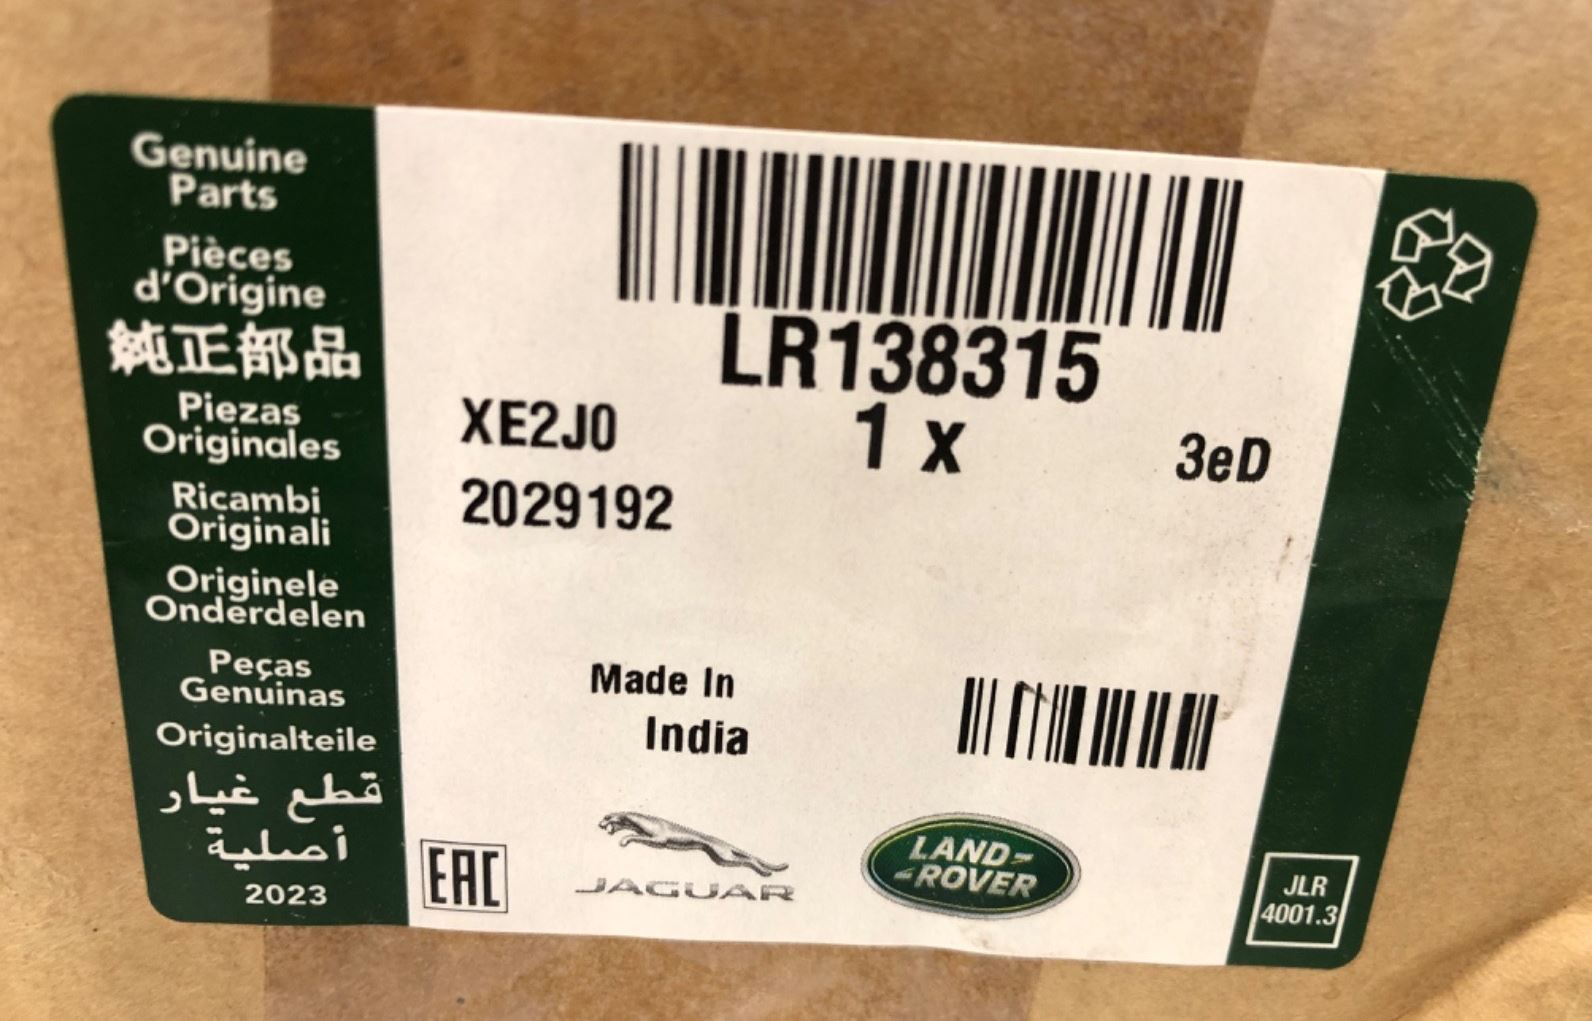 Genuine
Parts
Pièces
d'Origine
純正部品
Piezas
Originales
Ricambi
Originali
Originele
Onderdelen
Peças
Genuinas
Originalteile
قطع غيار
أصلية
2023
LR138315
XE2J0
1 x
3eD
2029192
Made In
India
EAC
JAGUAR
LAND-
-ROVER
JLR
4001.3